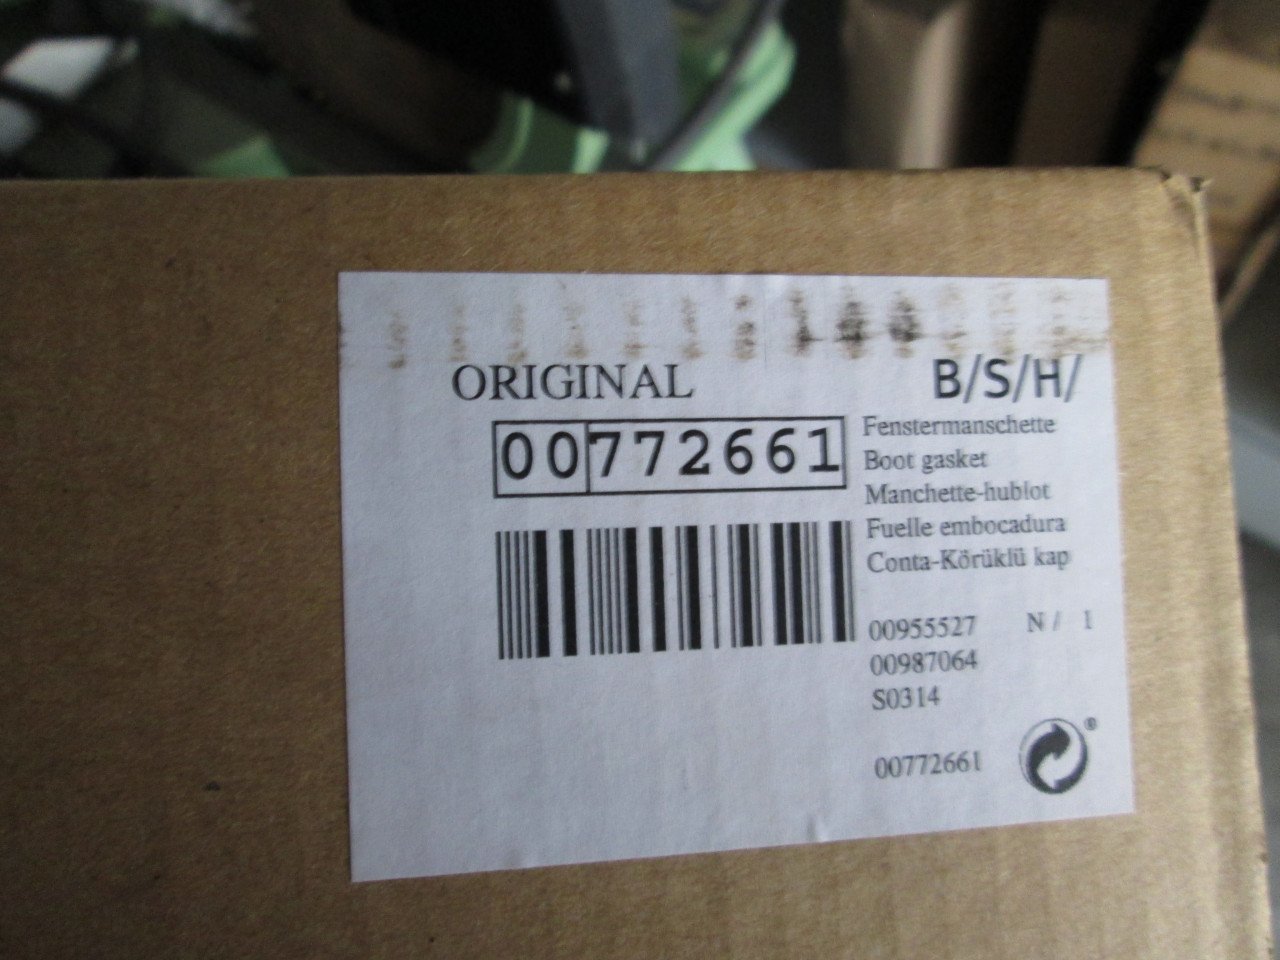 ORIGINAL
B/S/H/
00772661
Fenstermanschette
Boot gasket
Manchette-hublot
Fuelle embocadura
Conta-Körüklü kap
00955527 N / 1
00987064
S0314
00772661
®